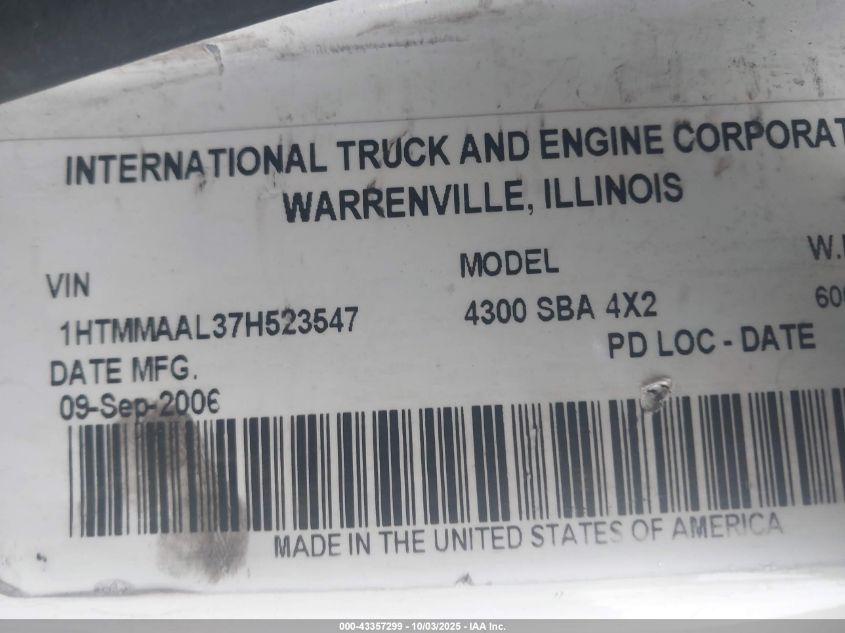 INTERNATIONAL TRUCK AND ENGINE CORPORAT
WARRENVILLE, ILLINOIS
VIN MODEL W.
1HTMMAAL37H523547 4300 SBA 4X2 60
DATE MFG. PD LOC - DATE
09-Sep-2006
MADE IN THE UNITED STATES OF AMERICA
000-43357299 - 10/03/2025 - IAA Inc.